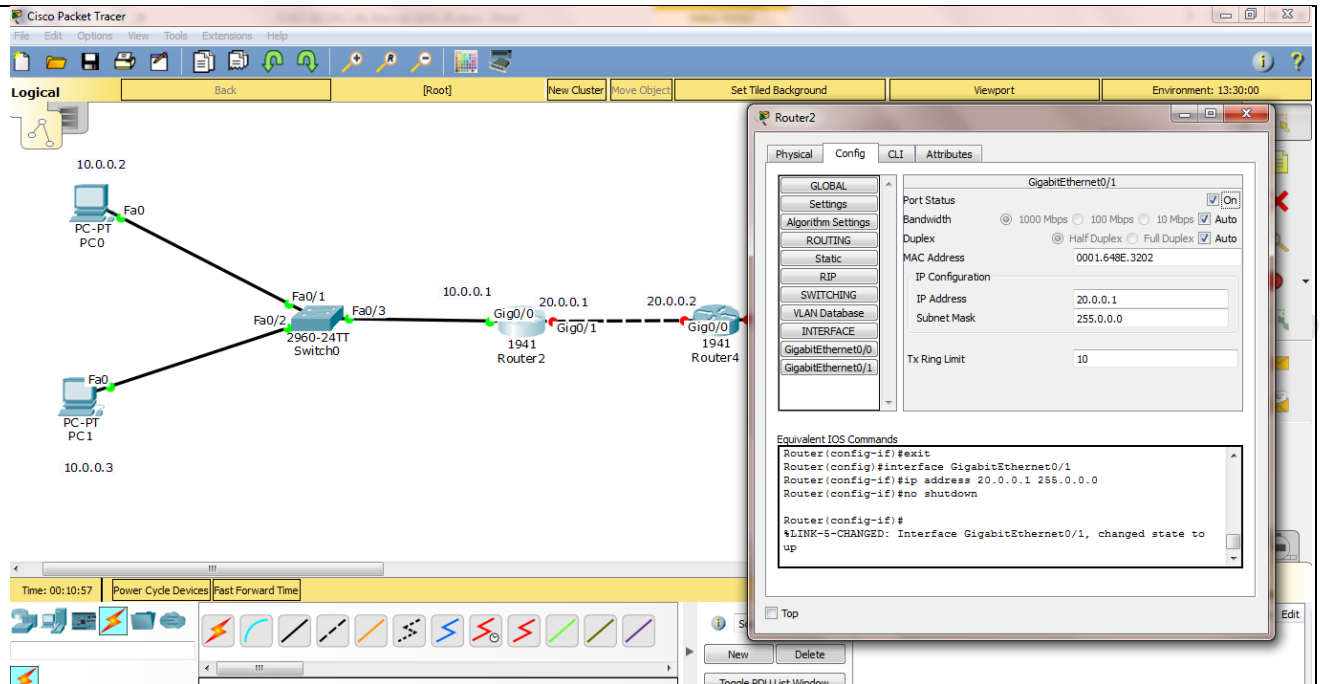 Cisco Packet Tracer
File Edit Options View Tools Extensions Help
Logical
Back
[Root]
New Cluster
Move Object
Set Tiled Background
Viewport
Environment: 13:30:00
10.0.0.2
Fa0
PC-PT
PC0
Fa0/1
Fa0/2
Fa0/3
2960-24TT
Switch0
10.0.0.1
Gig0/0
1941
Router2
20.0.0.1
Gig0/1
20.0.0.2
Gig0/0
1941
Router4
Fa0
PC-PT
PC1
10.0.0.3
Router2
Physical Config CLI Attributes
GLOBAL
Settings
Algorithm Settings
ROUTING
Static
RIP
SWITCHING
VLAN Database
INTERFACE
GigabitEthernet0/0
GigabitEthernet0/1
GigabitEthernet0/1
Port Status On
Bandwidth 1000 Mbps 100 Mbps 10 Mbps Auto
Duplex Half Duplex Full Duplex Auto
MAC Address 0001.648E.3202
IP Configuration
IP Address 20.0.0.1
Subnet Mask 255.0.0.0
Tx Ring Limit 10
Equivalent IOS Commands
Router(config-if)#exit
Router(config)#interface GigabitEthernet0/1
Router(config-if)#ip address 20.0.0.1 255.0.0.0
Router(config-if)#no shutdown
Router(config-if)#
%LINK-5-CHANGED: Interface GigabitEthernet0/1, changed state to
up
Top
Time: 00:10:57
Power Cycle Devices
Fast Forward Time
Edit
New
Delete
Toggle PDU List Window